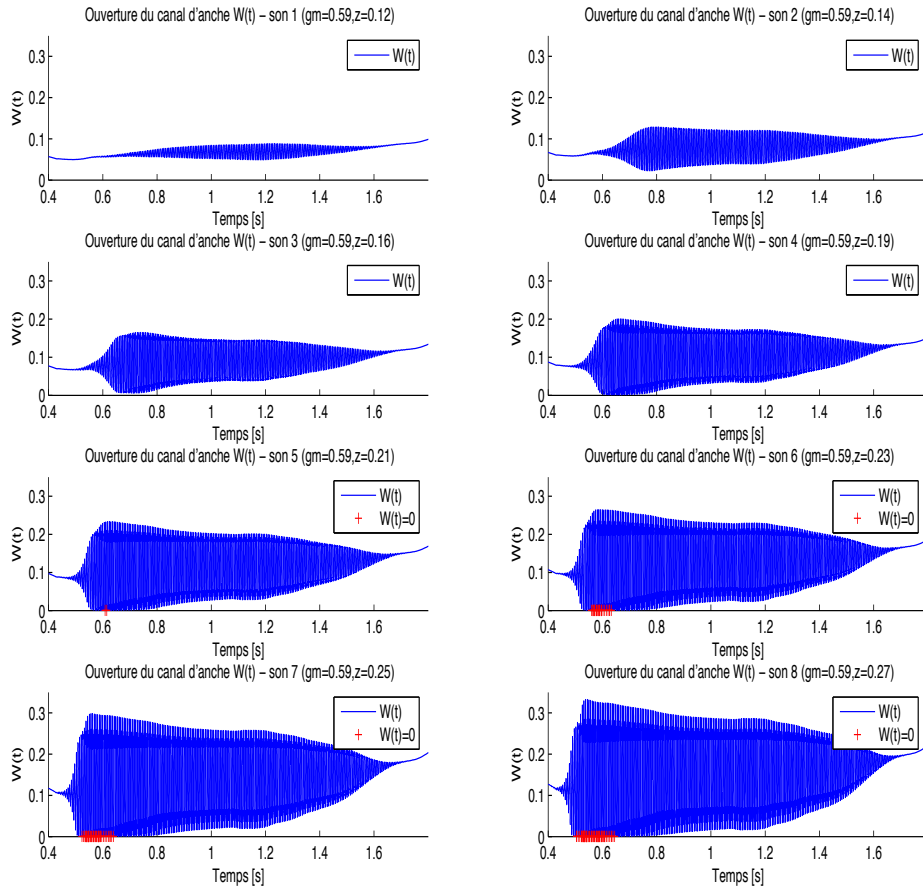 Ouverture du canal d'anche W(t) – son 1 (gm=0.59,z=0.12)
W(t)
0.3
0.2
0.1
0
W(t)
0.4 0.6 0.8 1 1.2 1.4 1.6
Temps [s]
Ouverture du canal d'anche W(t) – son 2 (gm=0.59,z=0.14)
W(t)
0.3
0.2
0.1
0
W(t)
0.4 0.6 0.8 1 1.2 1.4 1.6
Temps [s]
Ouverture du canal d'anche W(t) – son 3 (gm=0.59,z=0.16)
W(t)
0.3
0.2
0.1
0
W(t)
0.4 0.6 0.8 1 1.2 1.4 1.6
Temps [s]
Ouverture du canal d'anche W(t) – son 4 (gm=0.59,z=0.19)
W(t)
0.3
0.2
0.1
0
W(t)
0.4 0.6 0.8 1 1.2 1.4 1.6
Temps [s]
Ouverture du canal d'anche W(t) – son 5 (gm=0.59,z=0.21)
W(t)
0.3
0.2
0.1
0
W(t)
W(t)=0
0.4 0.6 0.8 1 1.2 1.4 1.6
Temps [s]
Ouverture du canal d'anche W(t) – son 6 (gm=0.59,z=0.23)
W(t)
0.3
0.2
0.1
0
W(t)
W(t)=0
0.4 0.6 0.8 1 1.2 1.4 1.6
Temps [s]
Ouverture du canal d'anche W(t) – son 7 (gm=0.59,z=0.25)
W(t)
0.3
0.2
0.1
0
W(t)
W(t)=0
0.4 0.6 0.8 1 1.2 1.4 1.6
Temps [s]
Ouverture du canal d'anche W(t) – son 8 (gm=0.59,z=0.27)
W(t)
0.3
0.2
0.1
0
W(t)
W(t)=0
0.4 0.6 0.8 1 1.2 1.4 1.6
Temps [s]